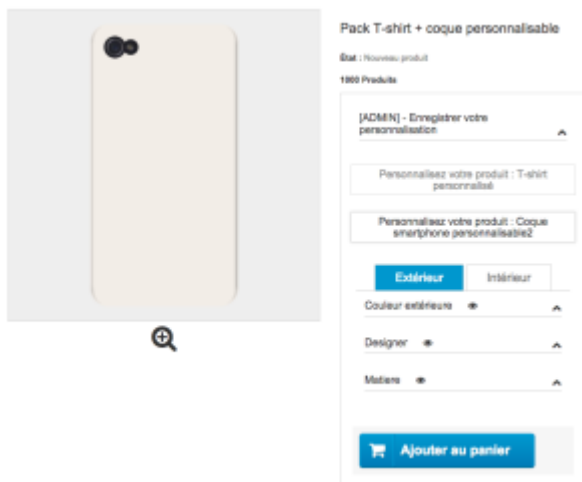 Pack T-shirt + coque personnalisable
État : Nouveau produit
1000 Produits
[ADMIN] - Enregistrer votre
personnalisation
Personnalisez votre produit : T-shirt
personnalisé
Personnalisez votre produit : Coque
smartphone personnalisable2
Extérieur Intérieur
Couleur extérieure
Designer
Matiere
Ajouter au panier